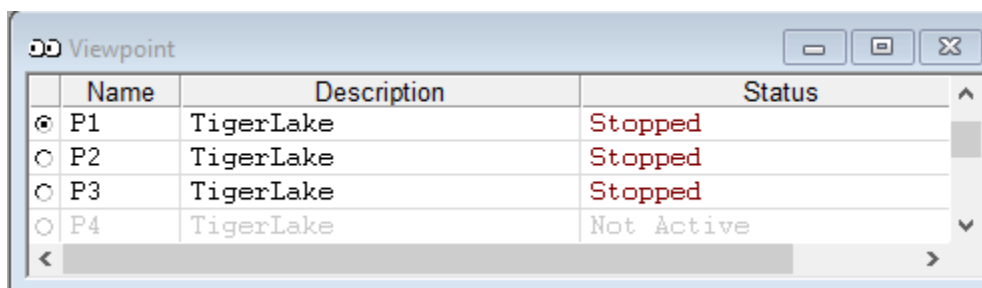 Viewpoint
Name Description Status
P1 TigerLake Stopped
P2 TigerLake Stopped
P3 TigerLake Stopped
P4 TigerLake Not Active